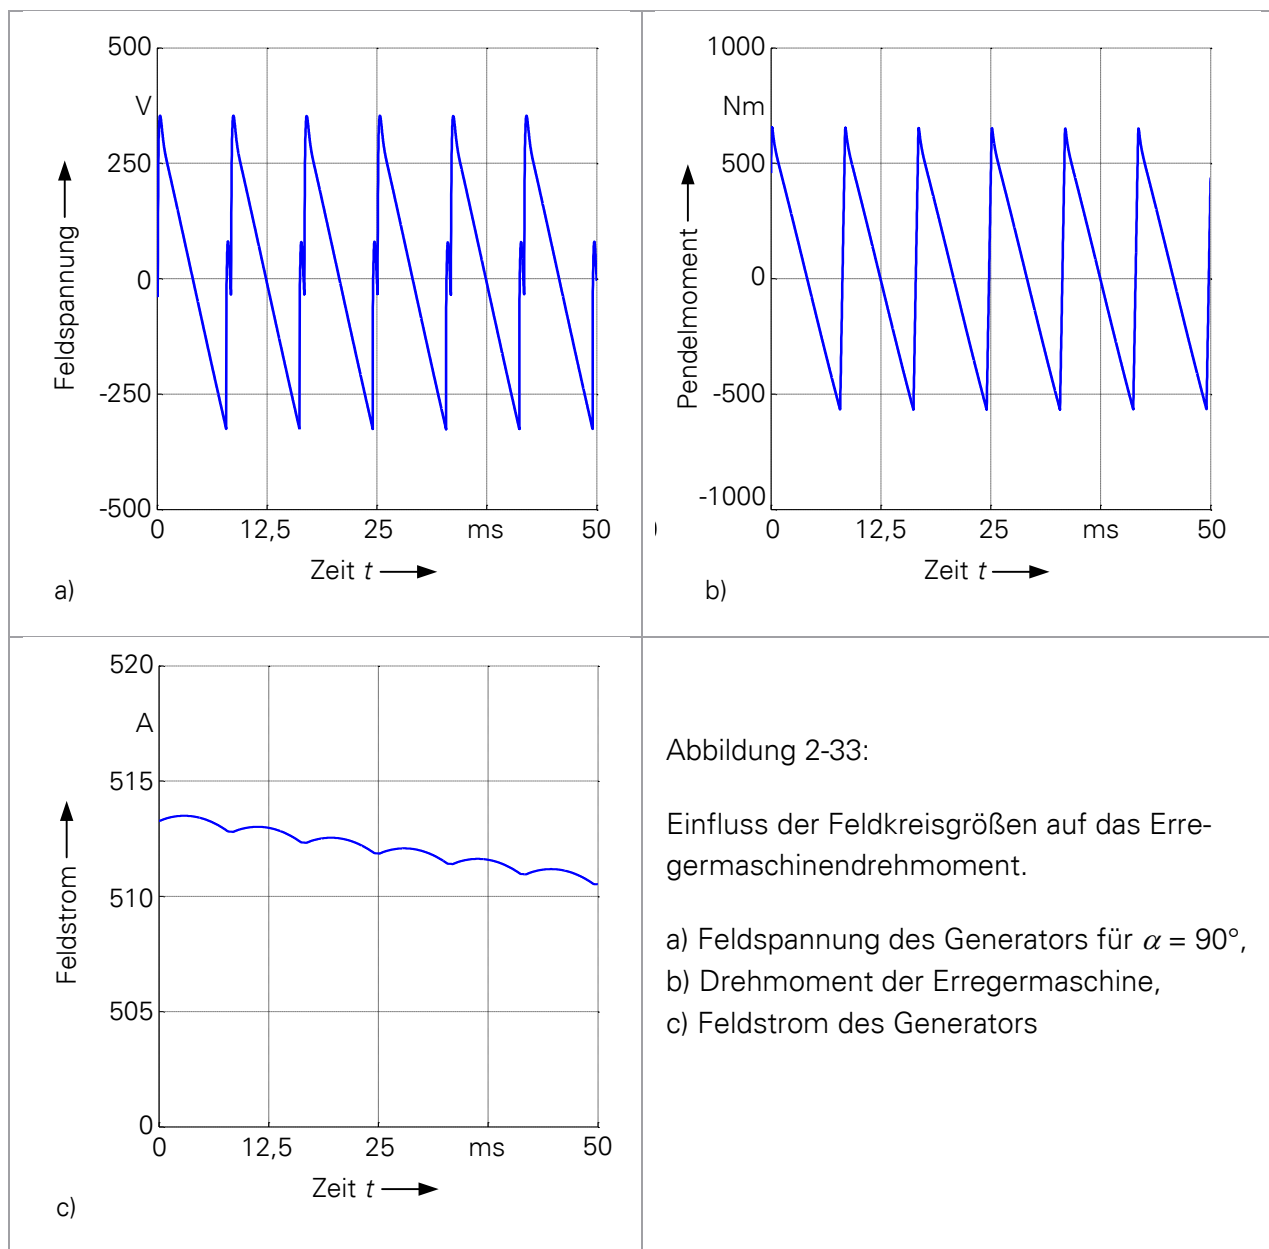 500
V
250
0
-250
-500
Feldspannung
0 12,5 25 ms 50
Zeit t
a)
1000
Nm
500
0
-500
-1000
Pendelmoment
0 12,5 25 ms 50
Zeit t
b)
520
A
515
510
505
0
Feldstrom
0 12,5 25 ms 50
Zeit t
c)
Abbildung 2-33:
Einfluss der Feldkreisgrößen auf das Erre-
germaschinendrehmoment.
a) Feldspannung des Generators für α = 90°,
b) Drehmoment der Erregermaschine,
c) Feldstrom des Generators